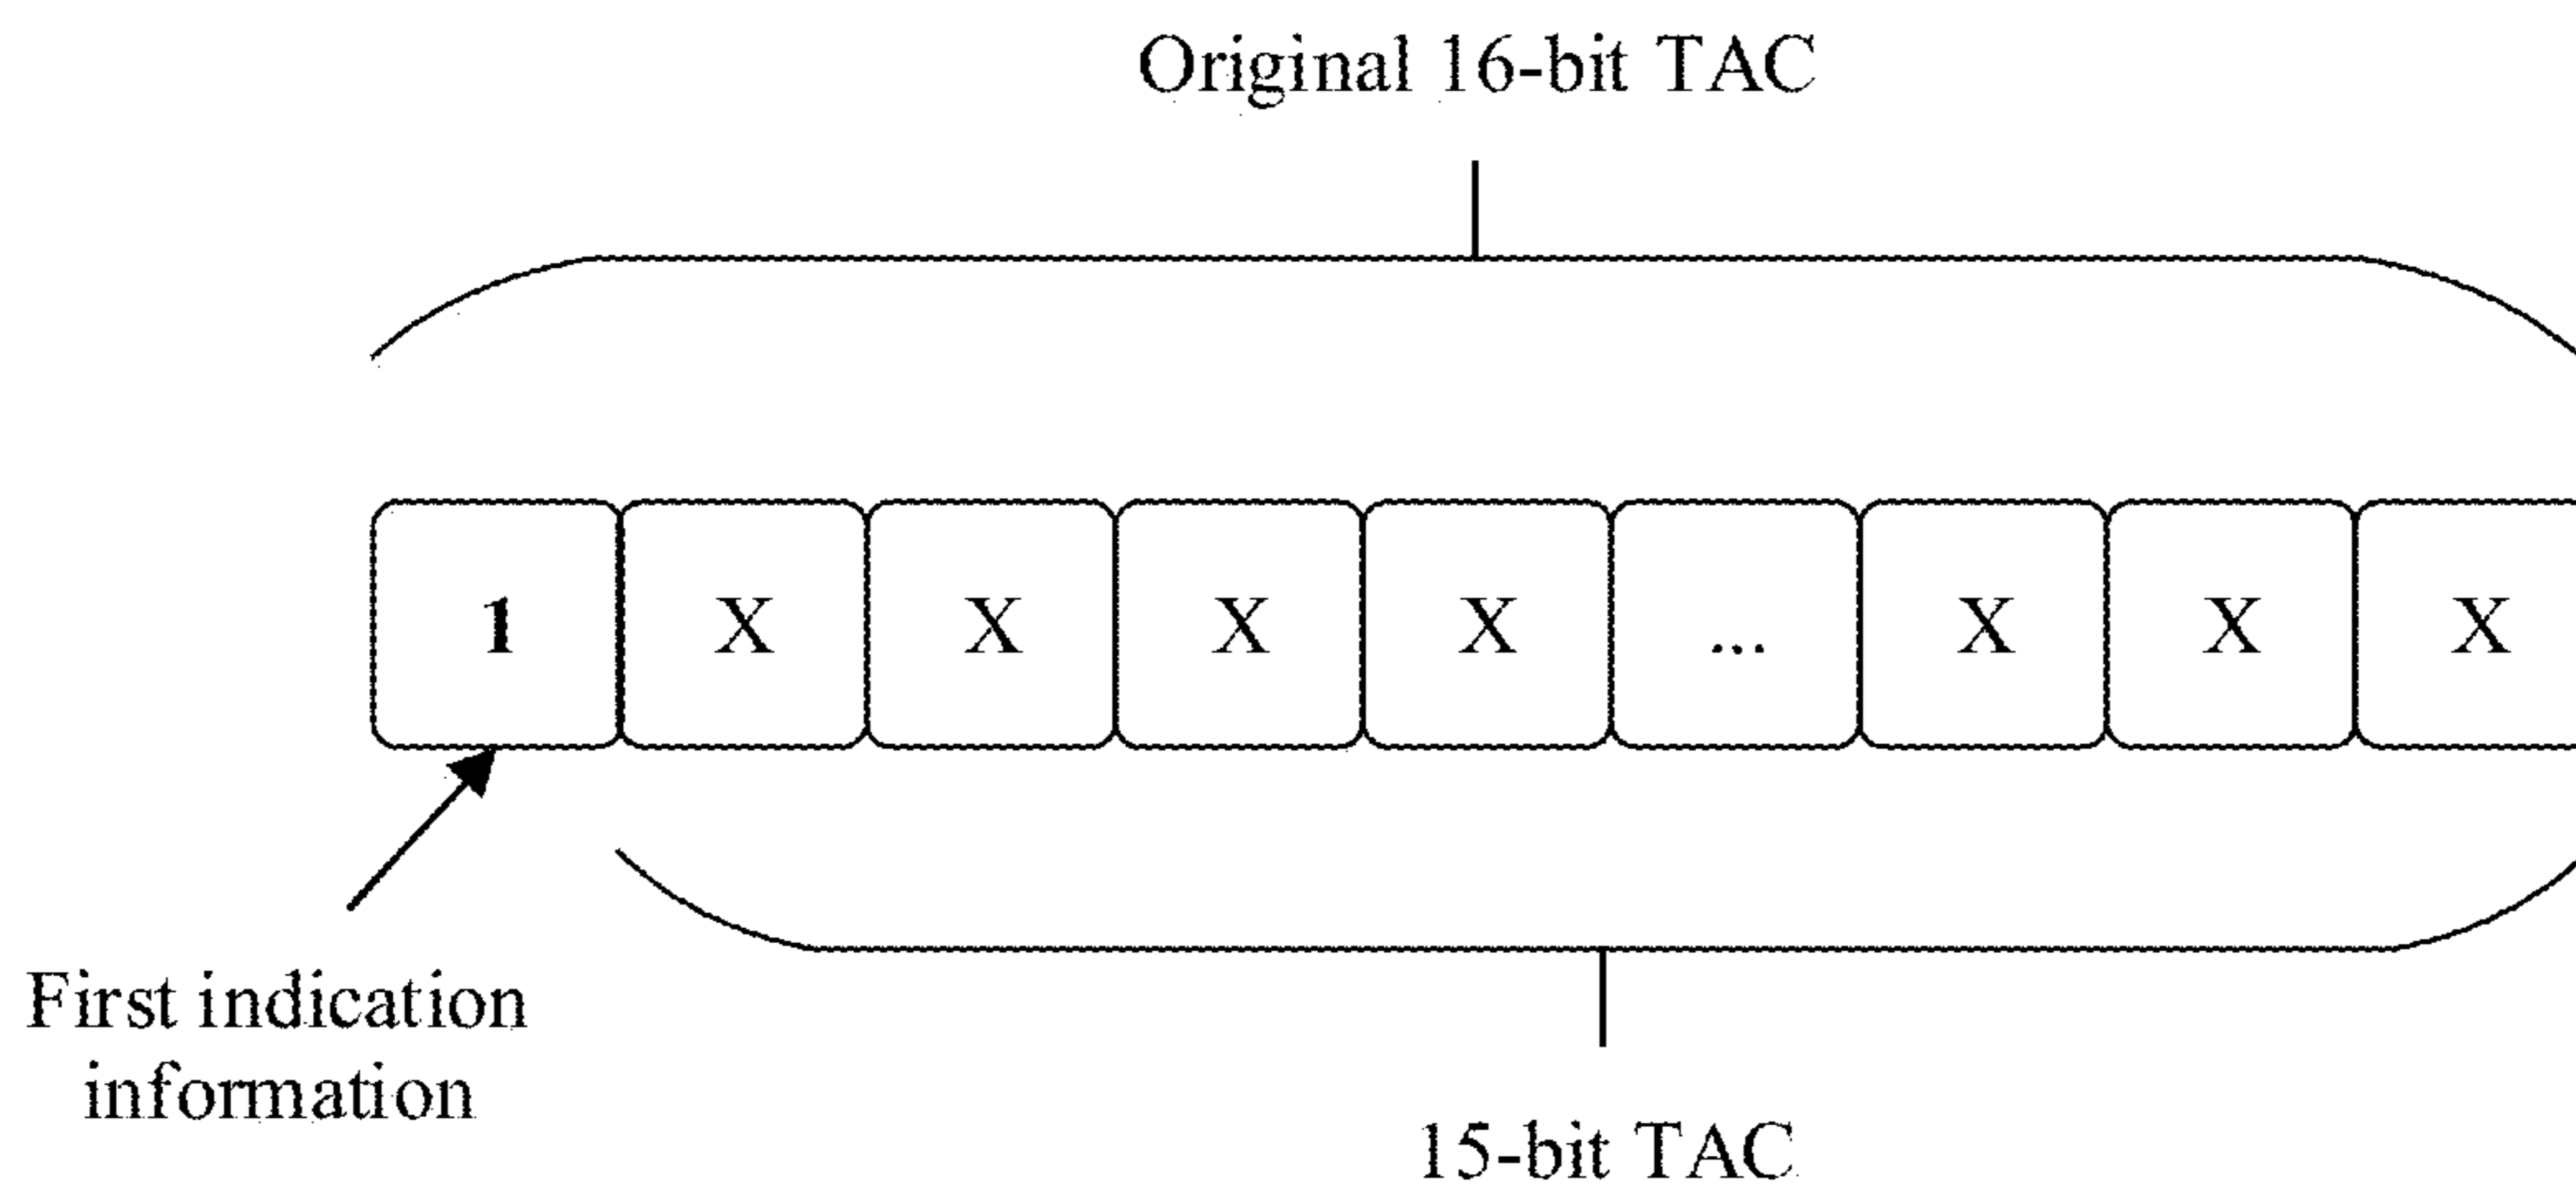 Original 16-bit TAC
1 X X X X ... X X X
First indication
information
15-bit TAC